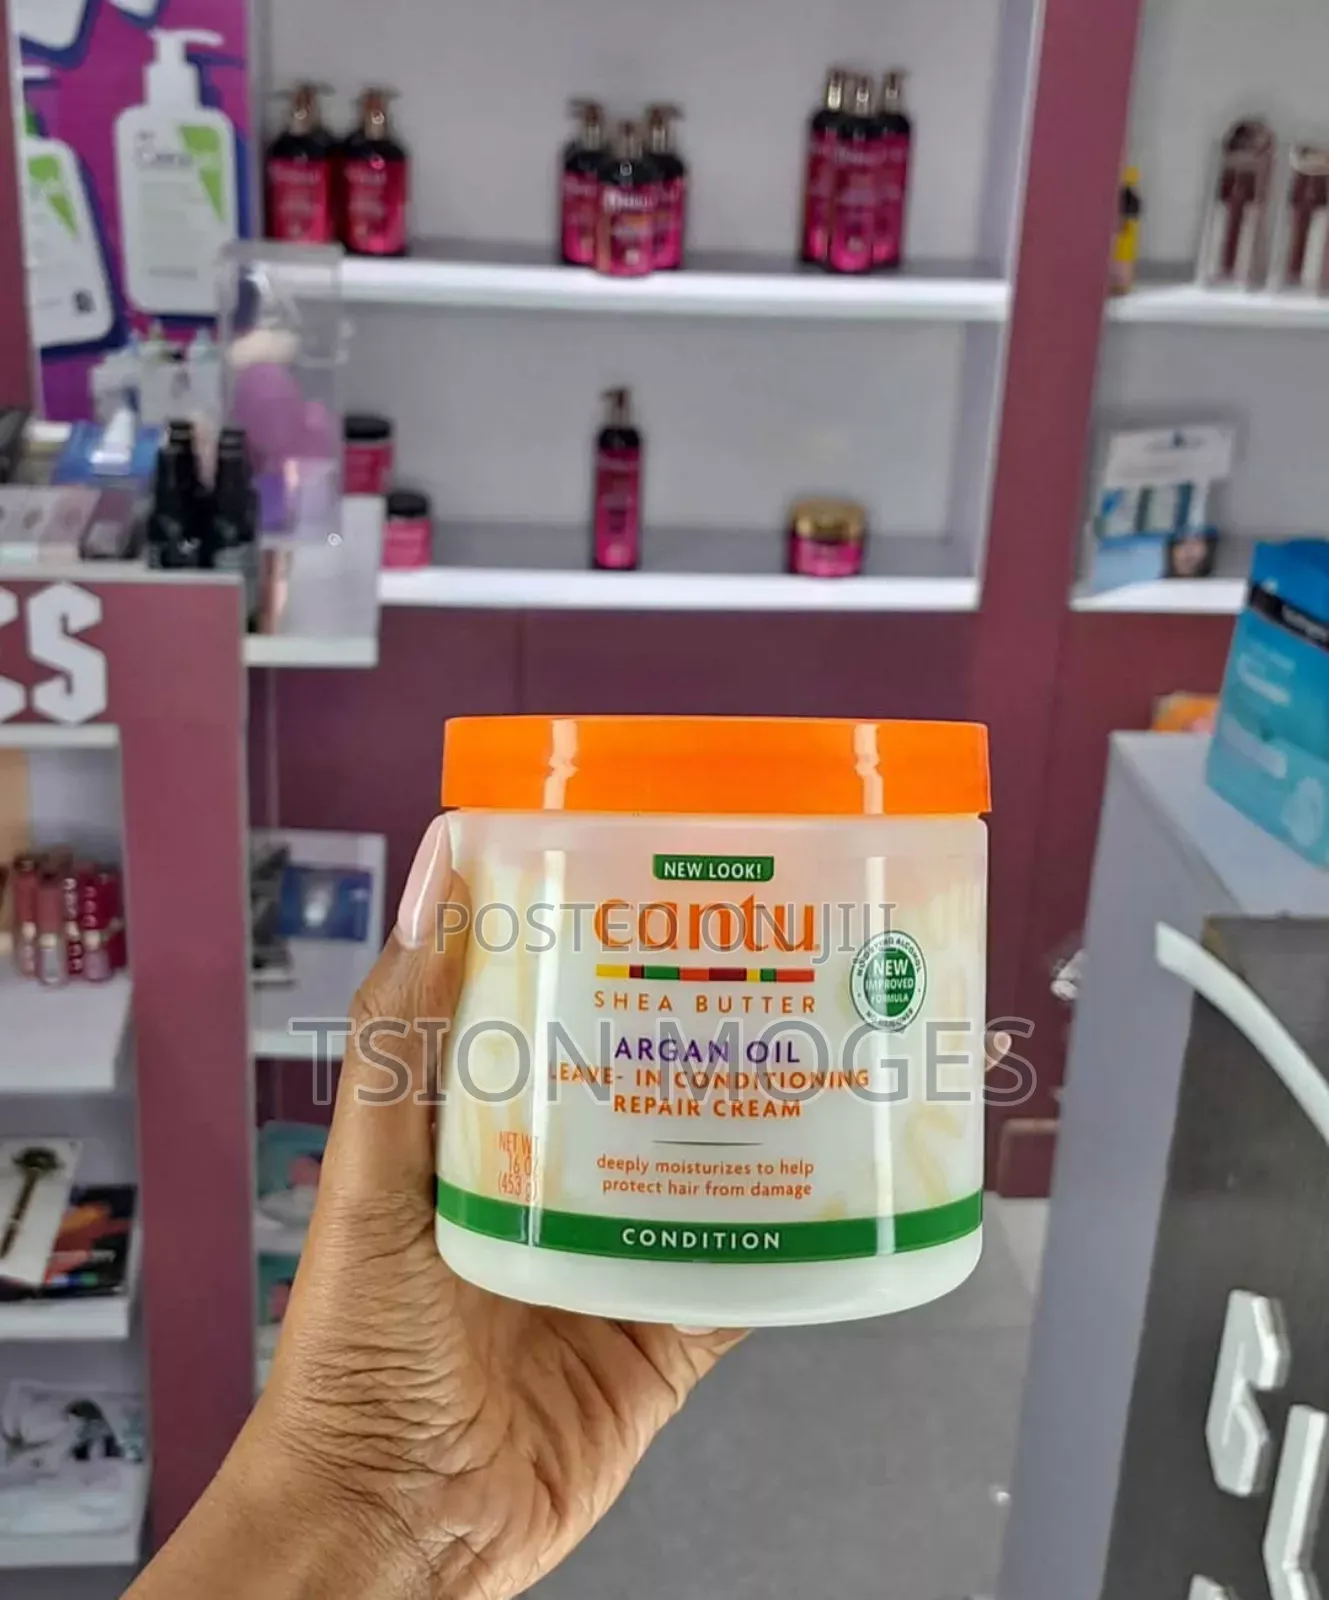 NEW LOOK!
cantu
POSTED ON JIJI
SHEA BUTTER
NEW
IMPROVED
FORMULA
TSION MOGES
ARGAN OIL
LEAVE- IN CONDITIONING
REPAIR CREAM
NET WT
16 OZ
(453 g)
deeply moisturizes to help
protect hair from damage
CONDITION